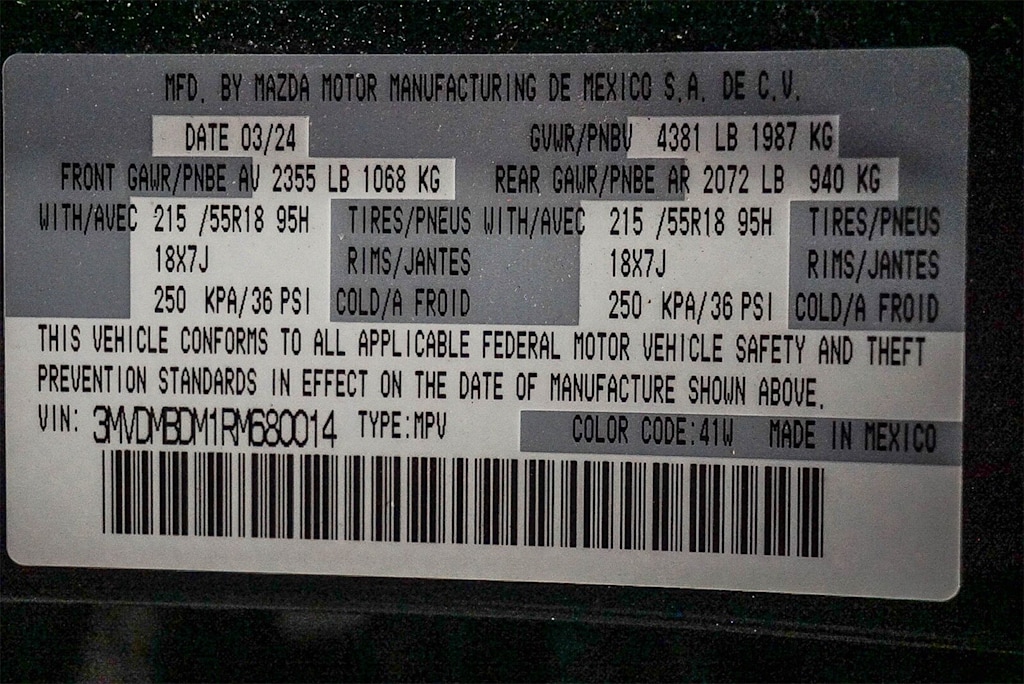 MFD. BY MAZDA MOTOR MANUFACTURING DE MEXICO S.A. DE C.V.
DATE 03/24 GVWR/PNBV 4381 LB 1987 KG
FRONT GAWR/PNBE AV 2355 LB 1068 KG REAR GAWR/PNBE AR 2072 LB 940 KG
WITH/AVEC 215 /55R18 95H TIRES/PNEUS WITH/AVEC 215 /55R18 95H TIRES/PNEUS
18X7J RIMS/JANTES 18X7J RIMS/JANTES
250 KPA/36 PSI COLD/A FROID 250 KPA/36 PSI COLD/A FROID
THIS VEHICLE CONFORMS TO ALL APPLICABLE FEDERAL MOTOR VEHICLE SAFETY AND THEFT
PREVENTION STANDARDS IN EFFECT ON THE DATE OF MANUFACTURE SHOWN ABOVE.
VIN: 3MVDMBDM1RM680014 TYPE:MPV COLOR CODE:41W MADE IN MEXICO